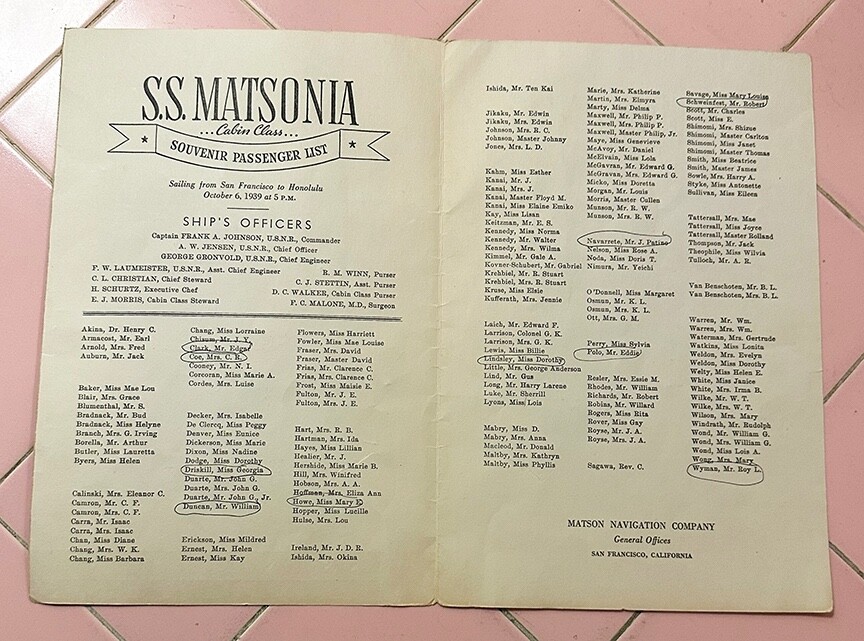 S.S. MATSONIA
...Cabin Class...
SOUVENIR PASSENGER LIST
Sailing from San Francisco to Honolulu
October 6, 1939 at 5 P.M.
SHIP'S OFFICERS
Captain FRANK A. JOHNSON, U.S.N.R., Commander
A. W. JENSEN, U.S.N.R., Chief Officer
GEORGE GRONVOLD, U.S.N.R., Chief Engineer
F. W. LAUMEISTER, U.S.N.R., Asst. Chief Engineer
C. L. CHRISTIAN, Chief Steward
H. SCHURTZ, Executive Chef
E. J. MORRIS, Cabin Class Steward
R. M. WINN, Purser
C. J. STETTIN, Asst. Purser
D. C. WALKER, Cabin Class Purser
F. C. MALONE, M.D., Surgeon
Akina, Dr. Henry C.
Armacost, Mr. Earl
Arnold, Mrs. Fred
Auburn, Mr. Jack
Baker, Miss Mae Lou
Blair, Mrs. Grace
Blumenthal, Mr. S.
Bradnack, Mr. Bud
Bradnack, Miss Helyne
Branch, Mrs. G. Irving
Borella, Mr. Arthur
Butler, Miss Lauretta
Byers, Miss Helen
Calinski, Mrs. Eleanor C.
Camron, Mr. C. F.
Camron, Mrs. C. F.
Carra, Mr. Isaac
Carra, Mrs. Isaac
Chan, Miss Diane
Chang, Mrs. W. K.
Chang, Miss Barbara
Chang, Miss Lorraine
Chisum, Mr. J. Y.
Clark, Mr. Edgar
Coe, Mrs. C. R.
Cooney, Mr. N. I.
Corcoran, Miss Marie A.
Cordes, Mrs. Luise
Decker, Mrs. Isabelle
De Clercq, Miss Peggy
Denver, Miss Eunice
Dickerson, Miss Marie
Dixon, Miss Nadine
Dodge, Miss Dorothy
Driskill, Miss Georgia
Duarte, Mr. John G.
Duarte, Mrs. John G.
Duarte, Mr. John G., Jr.
Duncan, Mr. William
Erickson, Miss Mildred
Ernest, Mrs. Helen
Ernest, Miss Kay
Flowers, Miss Harriett
Fowler, Miss Mae Louise
Fraser, Mrs. David
Fraser, Master David
Frias, Mr. Clarence C.
Frias, Mrs. Clarence C.
Frost, Miss Maisie E.
Fulton, Mr. J. E.
Fulton, Mrs. J. E.
Hart, Mrs. R. B.
Hartman, Mrs. Ida
Hayes, Miss Lillian
Healier, Mr. J.
Hershide, Miss Marie B.
Hill, Mrs. Winifred
Hobson, Mrs. A. A.
Hoffman, Mrs. Eliza Ann
Howe, Miss Mary E.
Hopper, Miss Lucille
Hulse, Mrs. Lou
Ireland, Mr. J. D. R.
Ishida, Mrs. Okina
Ishida, Mr. Ten Kai
Jikaku, Mr. Edwin
Jikaku, Mrs. Edwin
Johnson, Mrs. R. C.
Johnson, Master Johnny
Jones, Mrs. L. D.
Kahm, Miss Esther
Kanai, Mr. J.
Kanai, Mrs. J.
Kanai, Master Floyd M.
Kanai, Miss Elaine Emiko
Kay, Miss Lisan
Keitzman, Mr. E. S.
Kennedy, Miss Norma
Kennedy, Mr. Walter
Kennedy, Mrs. Wilma
Kimmel, Mr. Gale A.
Kovner-Schubert, Mr. Gabriel
Krehbiel, Mr. R. Stuart
Krehbiel, Mrs. R. Stuart
Kruse, Miss Elsie
Kufferath, Mrs. Jennie
Laich, Mr. Edward F.
Larrison, Colonel G. K.
Larrison, Mrs. G. K.
Lewis, Miss Billie
Lindsley, Miss Dorothy
Little, Mrs. George Anderson
Lind, Mr. Gus
Long, Mr. Harry Larene
Luke, Mr. Sherrill
Lyons, Miss Lois
Mabry, Miss D.
Mabry, Mrs. Anna
Macleod, Mr. Donald
Maltby, Mrs. Kathryn
Maltby, Miss Phyllis
Marie, Mrs. Katherine
Martin, Mrs. Elmyra
Marty, Miss Delma
Maxwell, Mr. Philip P.
Maxwell, Mrs. Philip P.
Maxwell, Master Philip, Jr.
Maye, Miss Genevieve
McAvoy, Mr. Daniel
McElvain, Miss Lola
McGavran, Mr. Edward G.
McGravan, Mrs. Edward G.
Micko, Miss Doretta
Morgan, Mr. Louis
Morris, Master Cullen
Munson, Mr. R. W.
Munson, Mrs. R. W.
Navarrete, Mr. J. Patino
Nelson, Miss Rose A.
Noda, Miss Doris T.
Nimura, Mr. Yeichi
O'Donnell, Miss Margaret
Osmun, Mr. K. L.
Osmun, Mrs. K. L.
Ott, Mrs. G. M.
Perry, Miss Sylvia
Polo, Mr. Eddie
Resler, Mrs. Essie M.
Rhodes, Mr. William
Richards, Mr. Robert
Robins, Mr. Willard
Rogers, Miss Rita
Rover, Miss Gay
Royse, Mr. J. A.
Royse, Mrs. J. A.
Sagawa, Rev. C.
Savage, Miss Mary Louise
Schweinfest, Mr. Robert
Scott, Mr. Charles
Scott, Miss E.
Shimomi, Mrs. Shizue
Shimomi, Master Carlton
Shimomi, Miss Janet
Shimomi, Master Thomas
Smith, Miss Beatrice
Smith, Master James
Sowle, Mrs. Harry A.
Styke, Miss Antonette
Sullivan, Miss Eileen
Tattersall, Mrs. Mae
Tattersall, Miss Joyce
Tattersall, Master Rolland
Thompson, Mr. Jack
Theophile, Miss Wilvia
Tulloch, Mr. A. R.
Van Benschoten, Mr. B. L.
Van Benschoten, Mrs. B. L.
Warren, Mr. Wm.
Warren, Mrs. Wm.
Waterman, Mrs. Gertrude
Watkins, Miss Lonita
Weldon, Mrs. Evelyn
Weldon, Miss Dorothy
Welty, Miss Helen E.
White, Miss Janice
White, Mrs. Irma B.
Wilke, Mr. W. T.
Wilke, Mrs. W. T.
Wilson, Mrs. Mary
Windrath, Mr. Rudolph
Wond, Mr. William G.
Wond, Mrs. William G.
Wond, Miss Lois A.
Wong, Mrs. Mary
Wyman, Mr. Roy L.
MATSON NAVIGATION COMPANY
General Offices
SAN FRANCISCO, CALIFORNIA